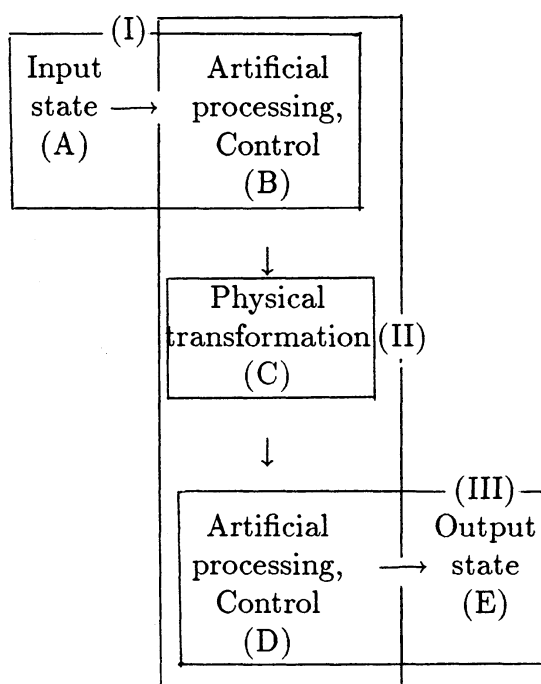 (I)
Input
state
(A)
Artificial
processing,
Control
(B)
Physical
transformation
(C)
(II)
Artificial
processing,
Control
(D)
(III)
Output
state
(E)